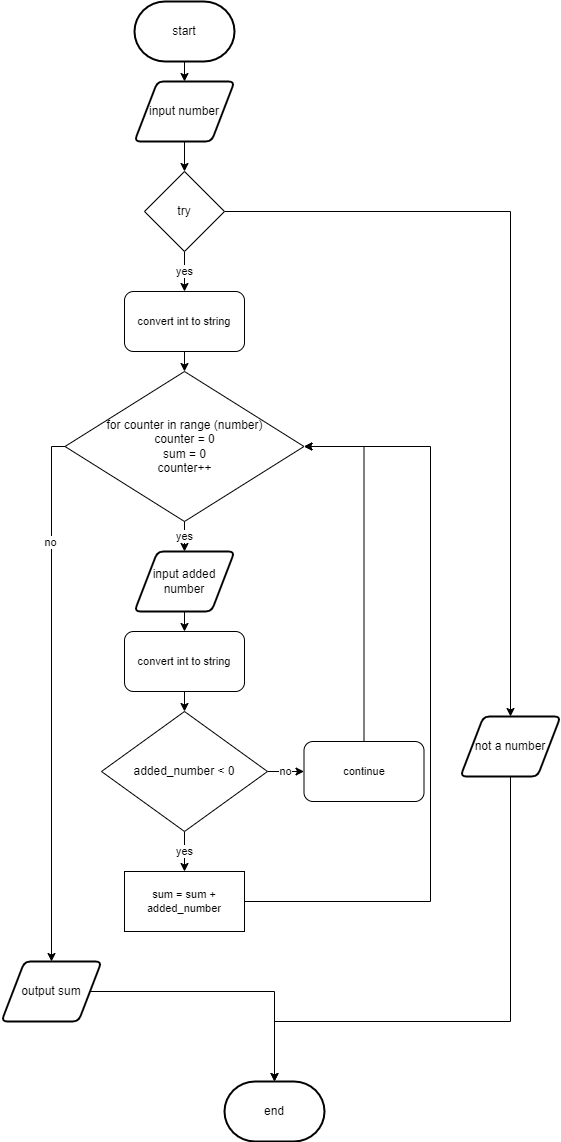 start
input number
try
yes
convert int to string
for counter in range (number)
counter = 0
sum = 0
counter++
no
yes
input added
number
convert int to string
added_number < 0
no
continue
not a number
yes
sum = sum +
added_number
output sum
end